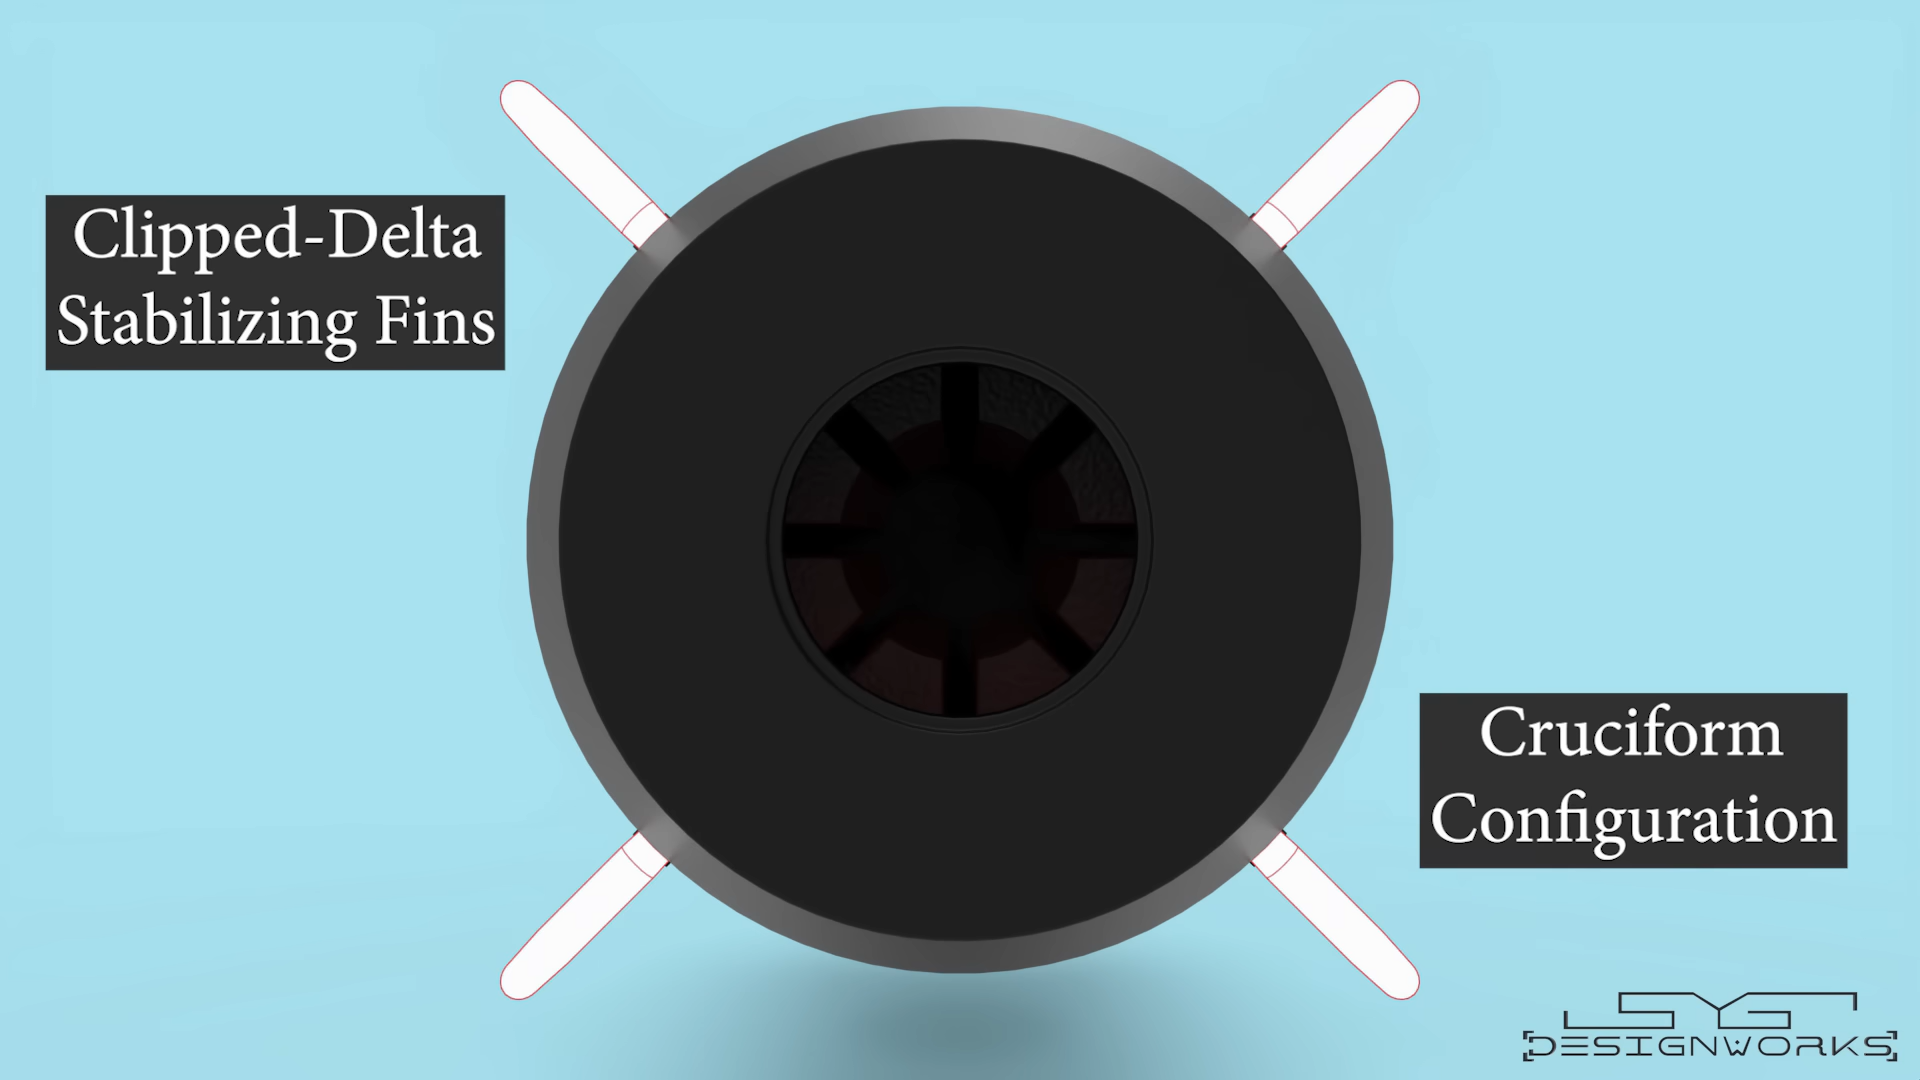 Clipped-Delta
Stabilizing Fins
Cruciform
Configuration
DESIGNWORKS